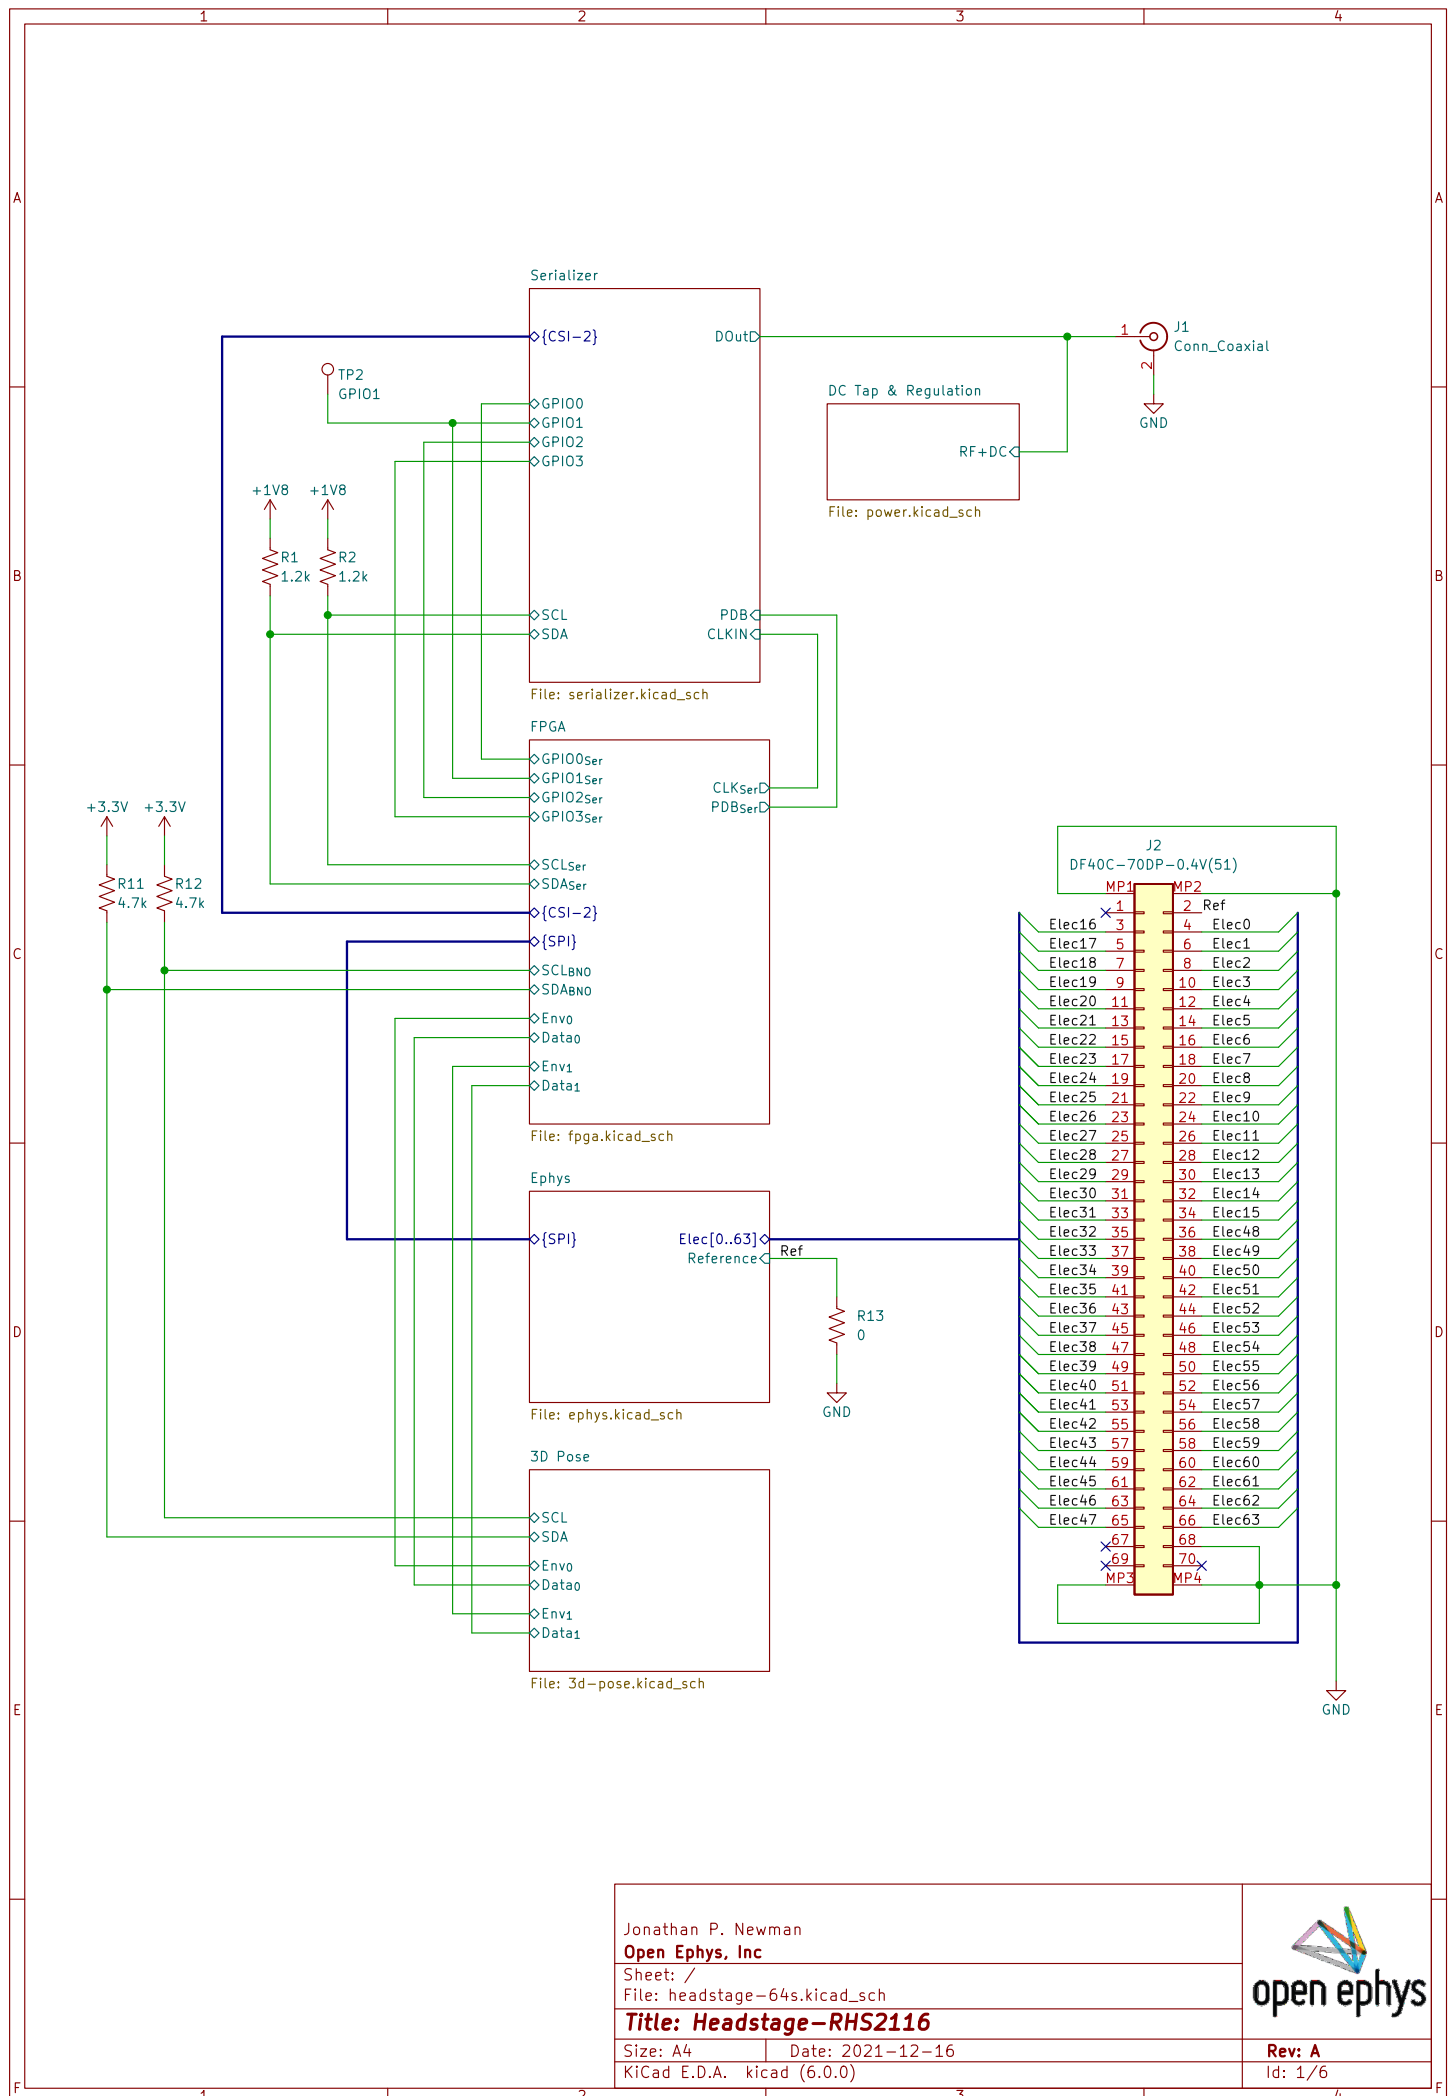 1 2 3 4
A A
B B
C C
D D
E E
F F
1 2 3 4
Serializer
{CSI-2}
DOut
GPIO0
GPIO1
GPIO2
GPIO3
SCL
SDA
PDB
CLKIN
File: serializer.kicad_sch
TP2
GPIO1
+1V8 +1V8
R1
1.2k
R2
1.2k
1
2
J1
Conn_Coaxial
GND
DC Tap & Regulation
RF+DC
File: power.kicad_sch
FPGA
GPIO0Ser
GPIO1Ser
GPIO2Ser
GPIO3Ser
CLKSer
PDBSer
SCLSer
SDASer
{CSI-2}
{SPI}
SCLBNO
SDABNO
Env0
Data0
Env1
Data1
File: fpga.kicad_sch
+3.3V +3.3V
R11
4.7k
R12
4.7k
Ephys
{SPI}
Elec[0..63]
Reference
Ref
R13
0
GND
File: ephys.kicad_sch
3D Pose
SCL
SDA
Env0
Data0
Env1
Data1
File: 3d-pose.kicad_sch
J2
DF40C-70DP-0.4V(51)
MP1 MP2
1 2 Ref
Elec16 3 4 Elec0
Elec17 5 6 Elec1
Elec18 7 8 Elec2
Elec19 9 10 Elec3
Elec20 11 12 Elec4
Elec21 13 14 Elec5
Elec22 15 16 Elec6
Elec23 17 18 Elec7
Elec24 19 20 Elec8
Elec25 21 22 Elec9
Elec26 23 24 Elec10
Elec27 25 26 Elec11
Elec28 27 28 Elec12
Elec29 29 30 Elec13
Elec30 31 32 Elec14
Elec31 33 34 Elec15
Elec32 35 36 Elec48
Elec33 37 38 Elec49
Elec34 39 40 Elec50
Elec35 41 42 Elec51
Elec36 43 44 Elec52
Elec37 45 46 Elec53
Elec38 47 48 Elec54
Elec39 49 50 Elec55
Elec40 51 52 Elec56
Elec41 53 54 Elec57
Elec42 55 56 Elec58
Elec43 57 58 Elec59
Elec44 59 60 Elec60
Elec45 61 62 Elec61
Elec46 63 64 Elec62
Elec47 65 66 Elec63
67 68
69 70
MP3 MP4
GND
Jonathan P. Newman
Open Ephys, Inc
Sheet: /
File: headstage-64s.kicad_sch
Title: Headstage-RHS2116
Size: A4 Date: 2021-12-16 Rev: A
KiCad E.D.A. kicad (6.0.0) Id: 1/6
open ephys